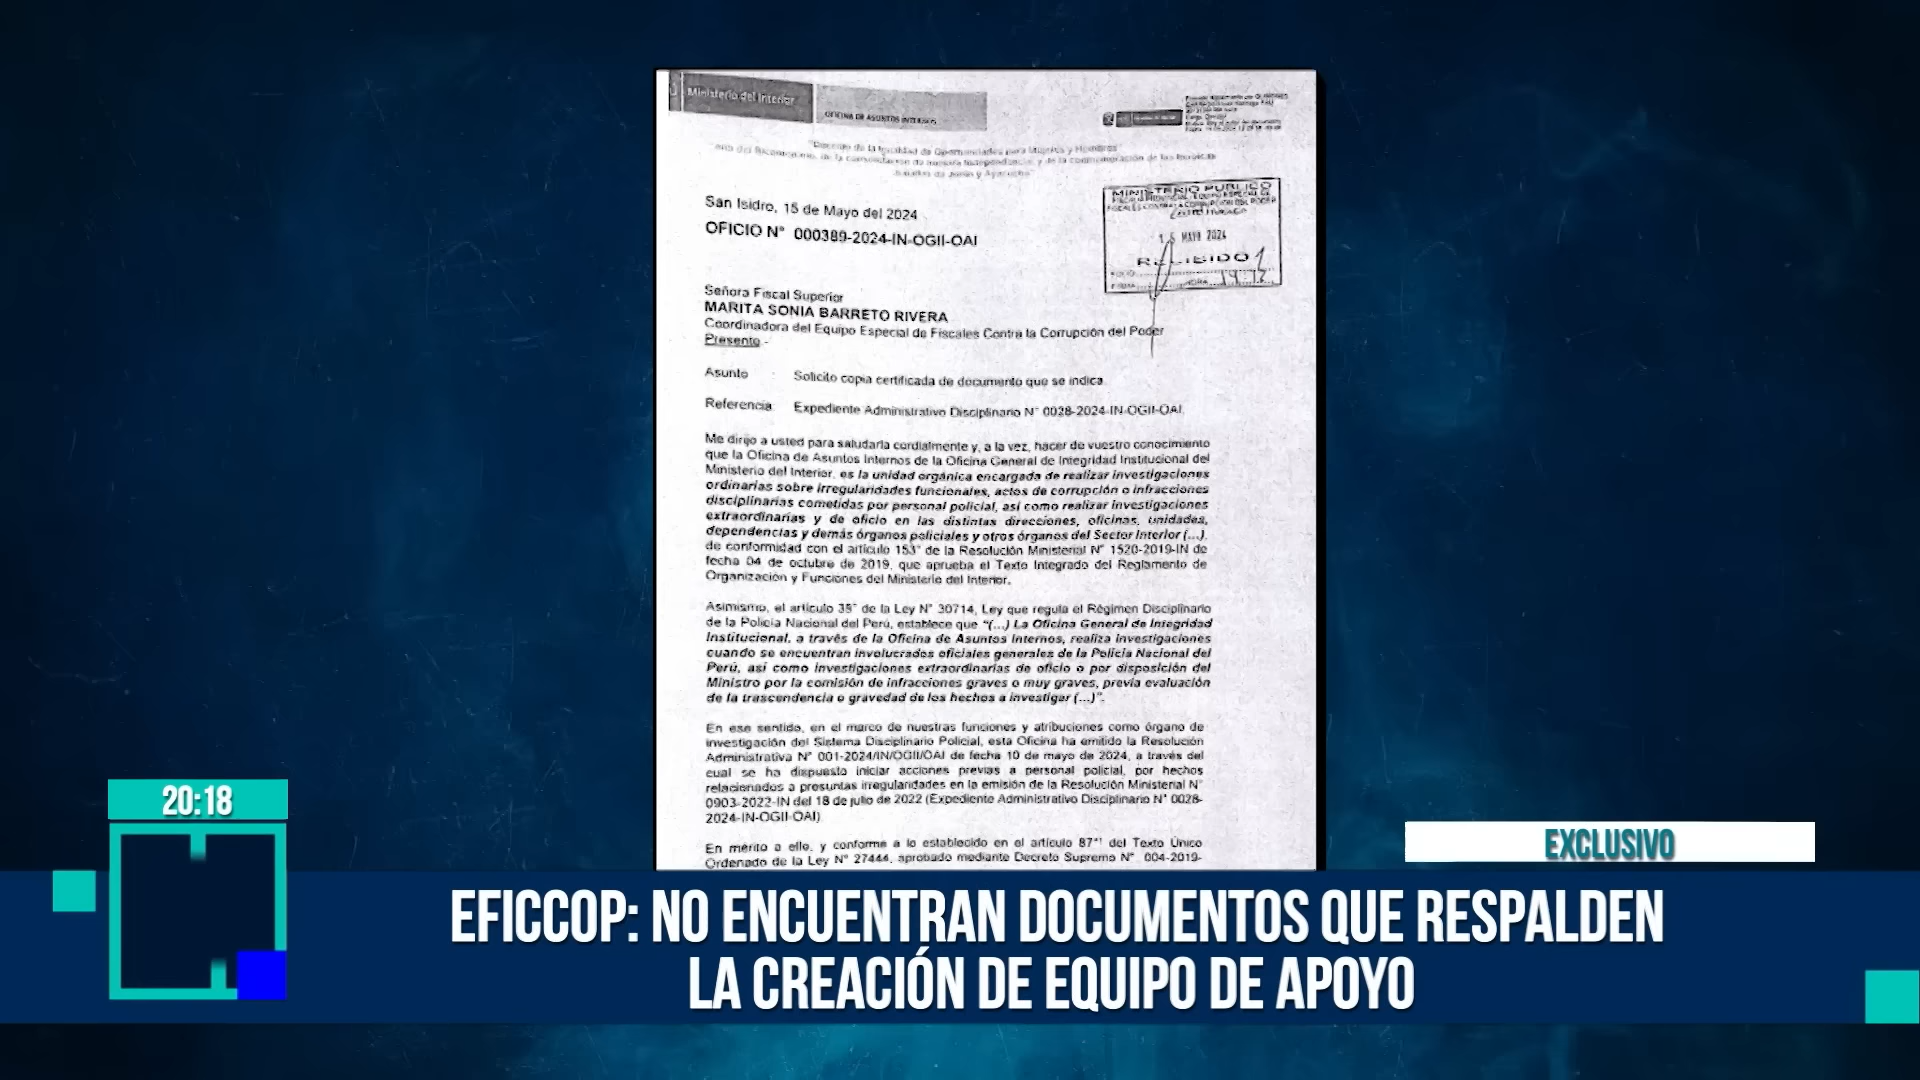 Ministerio del Interior
OFICINA DE ASUNTOS INTERNOS
"Decenio de la Igualdad de Oportunidades para Mujeres y Hombres"
San Isidro, 15 de Mayo del 2024
OFICIO N° 000389-2024-IN-OGII-OAI
MINISTERIO PUBLICO
MAYO 2024
RECIBIDO
Señora Fiscal Superior
MARITA SONIA BARRETO RIVERA
Coordinadora del Equipo Especial de Fiscales Contra la Corrupción del Poder
Presente.-
Asunto : Solicito copia certificada de documento que se indica.
Referencia Expediente Administrativo Disciplinario N° 0028-2024-IN-OGII-OAI.
Me dirijo a usted para saludarla cordialmente y, a la vez, hacer de vuestro conocimiento
que la Oficina de Asuntos Internos de la Oficina General de Integridad Institucional del
Ministerio del Interior, es la unidad orgánica encargada de realizar investigaciones
ordinarias sobre irregularidades funcionales, actos de corrupción o infracciones
disciplinarias cometidas por personal policial, así como realizar investigaciones
extraordinarias y de oficio en las distintas direcciones, oficinas, unidades,
dependencias y demás órganos policiales y otros órganos del Sector Interior (...),
de conformidad con el artículo 153° de la Resolución Ministerial N° 1520-2019-IN de
fecha 04 de octubre de 2019, que aprueba el Texto Integrado del Reglamento de
Organización y Funciones del Ministerio del Interior.
Asimismo, el artículo 38° de la Ley N° 30714, Ley que regula el Régimen Disciplinario
de la Policía Nacional del Perú, establece que "(...) La Oficina General de Integridad
Institucional, a través de la Oficina de Asuntos Internos, realiza investigaciones
cuando se encuentran involucrados oficiales generales de la Policía Nacional del
Perú, así como investigaciones extraordinarias de oficio o por disposición del
Ministro por la comisión de infracciones graves o muy graves, previa evaluación
de la trascendencia o gravedad de los hechos a investigar (...)".
En ese sentido, en el marco de nuestras funciones y atribuciones como órgano de
investigación del Sistema Disciplinario Policial, esta Oficina ha emitido la Resolución
Administrativa N° 001-2024/IN/OGII/OAI de fecha 10 de mayo de 2024, a través del
cual se ha dispuesto iniciar acciones previas a personal policial, por hechos
relacionados a presuntas irregularidades en la emisión de la Resolución Ministerial N°
0903-2022-IN del 18 de julio de 2022 (Expediente Administrativo Disciplinario N° 0028-
2024-IN-OGII-OAI)
En mérito a ello, y conforme a lo establecido en el artículo 87° del Texto Único
Ordenado de la Ley N° 27444, aprobado mediante Decreto Supremo N° 004-2019-
20:18
EXCLUSIVO
EFICCOP: NO ENCUENTRAN DOCUMENTOS QUE RESPALDEN
LA CREACIÓN DE EQUIPO DE APOYO